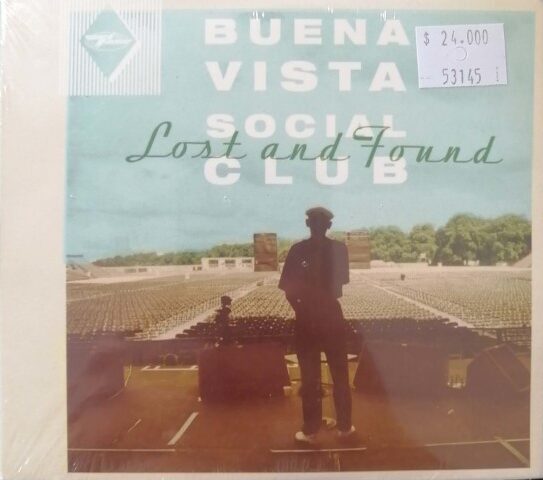 BUENA
VISTA
SOCIAL
Lost and Found
CLUB
$ 24.000
53145